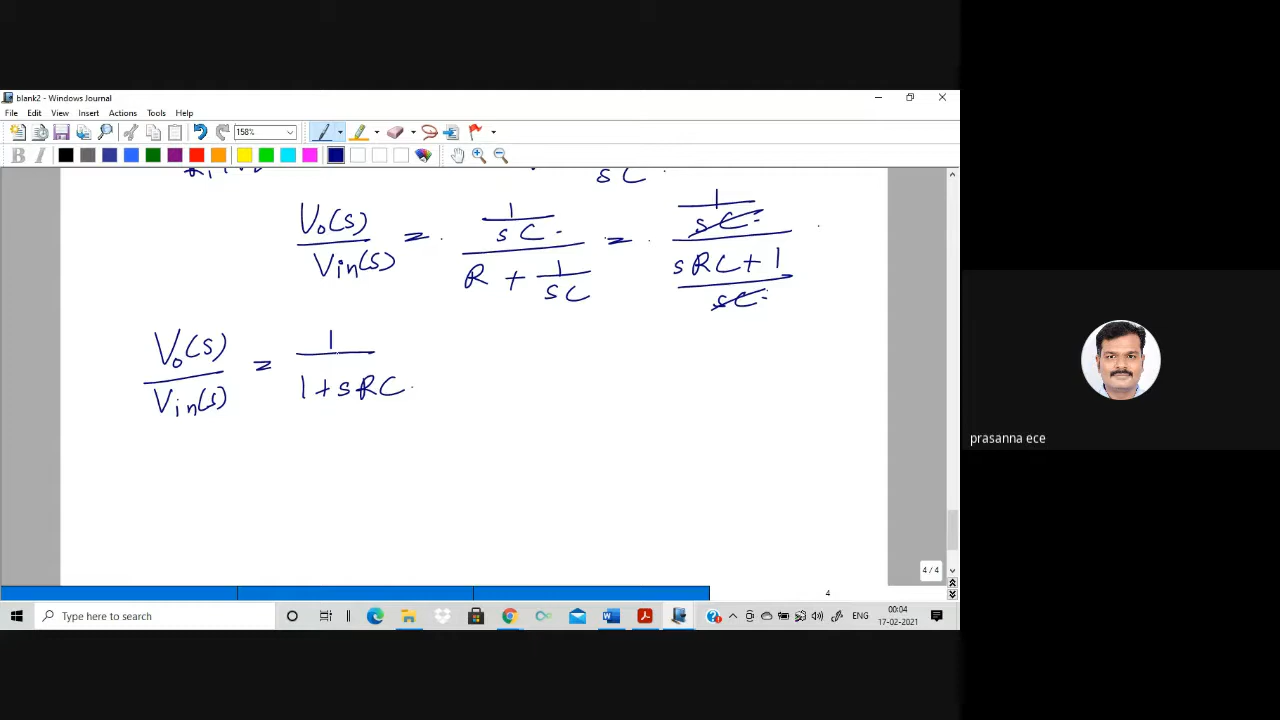 blank2 - Windows Journal
File Edit View Insert Actions Tools Help
158%
B I
sC
Vo(s)/Vin(s) = (1/sC)/(R + 1/sC) = (1/sC)/((sRC+1)/sC)
Vo(s)/Vin(s) = 1/(1+sRC)
prasanna ece
4 / 4
4
Type here to search
ENG
00:04
17-02-2021